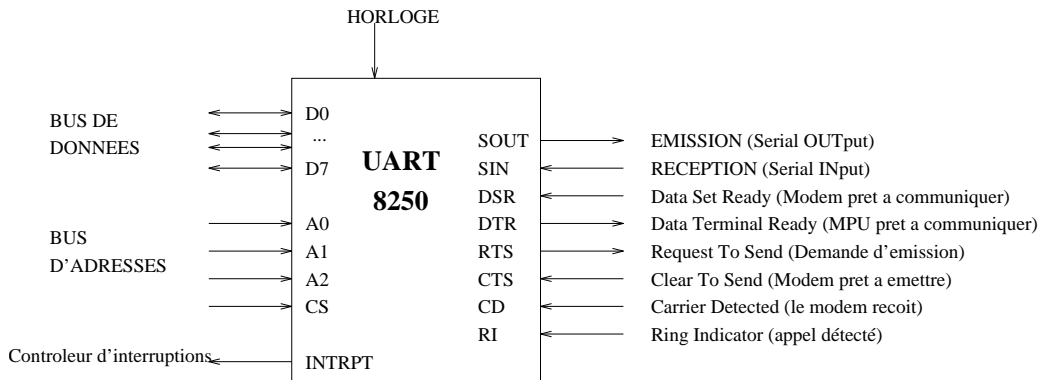 HORLOGE
BUS DE
DONNEES
D0
...
D7
UART
8250
BUS
D'ADRESSES
A0
A1
A2
CS
Controleur d'interruptions
INTRPT
SOUT EMISSION (Serial OUTput)
SIN RECEPTION (Serial INput)
DSR Data Set Ready (Modem pret a communiquer)
DTR Data Terminal Ready (MPU pret a communiquer)
RTS Request To Send (Demande d'emission)
CTS Clear To Send (Modem pret a emettre)
CD Carrier Detected (le modem recoit)
RI Ring Indicator (appel détecté)